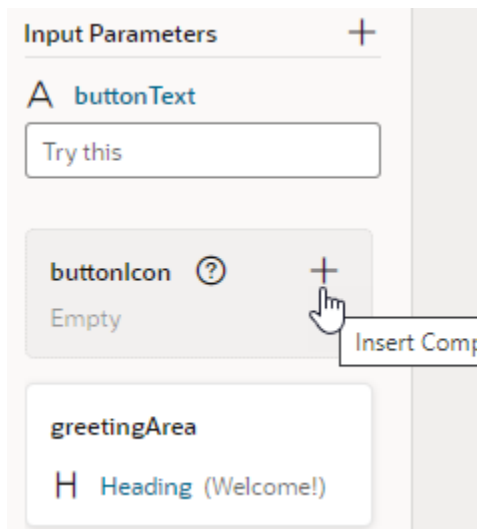 Input Parameters
A buttonText
Try this
buttonIcon ?
Empty
Insert Comp
greetingArea
H Heading (Welcome!)